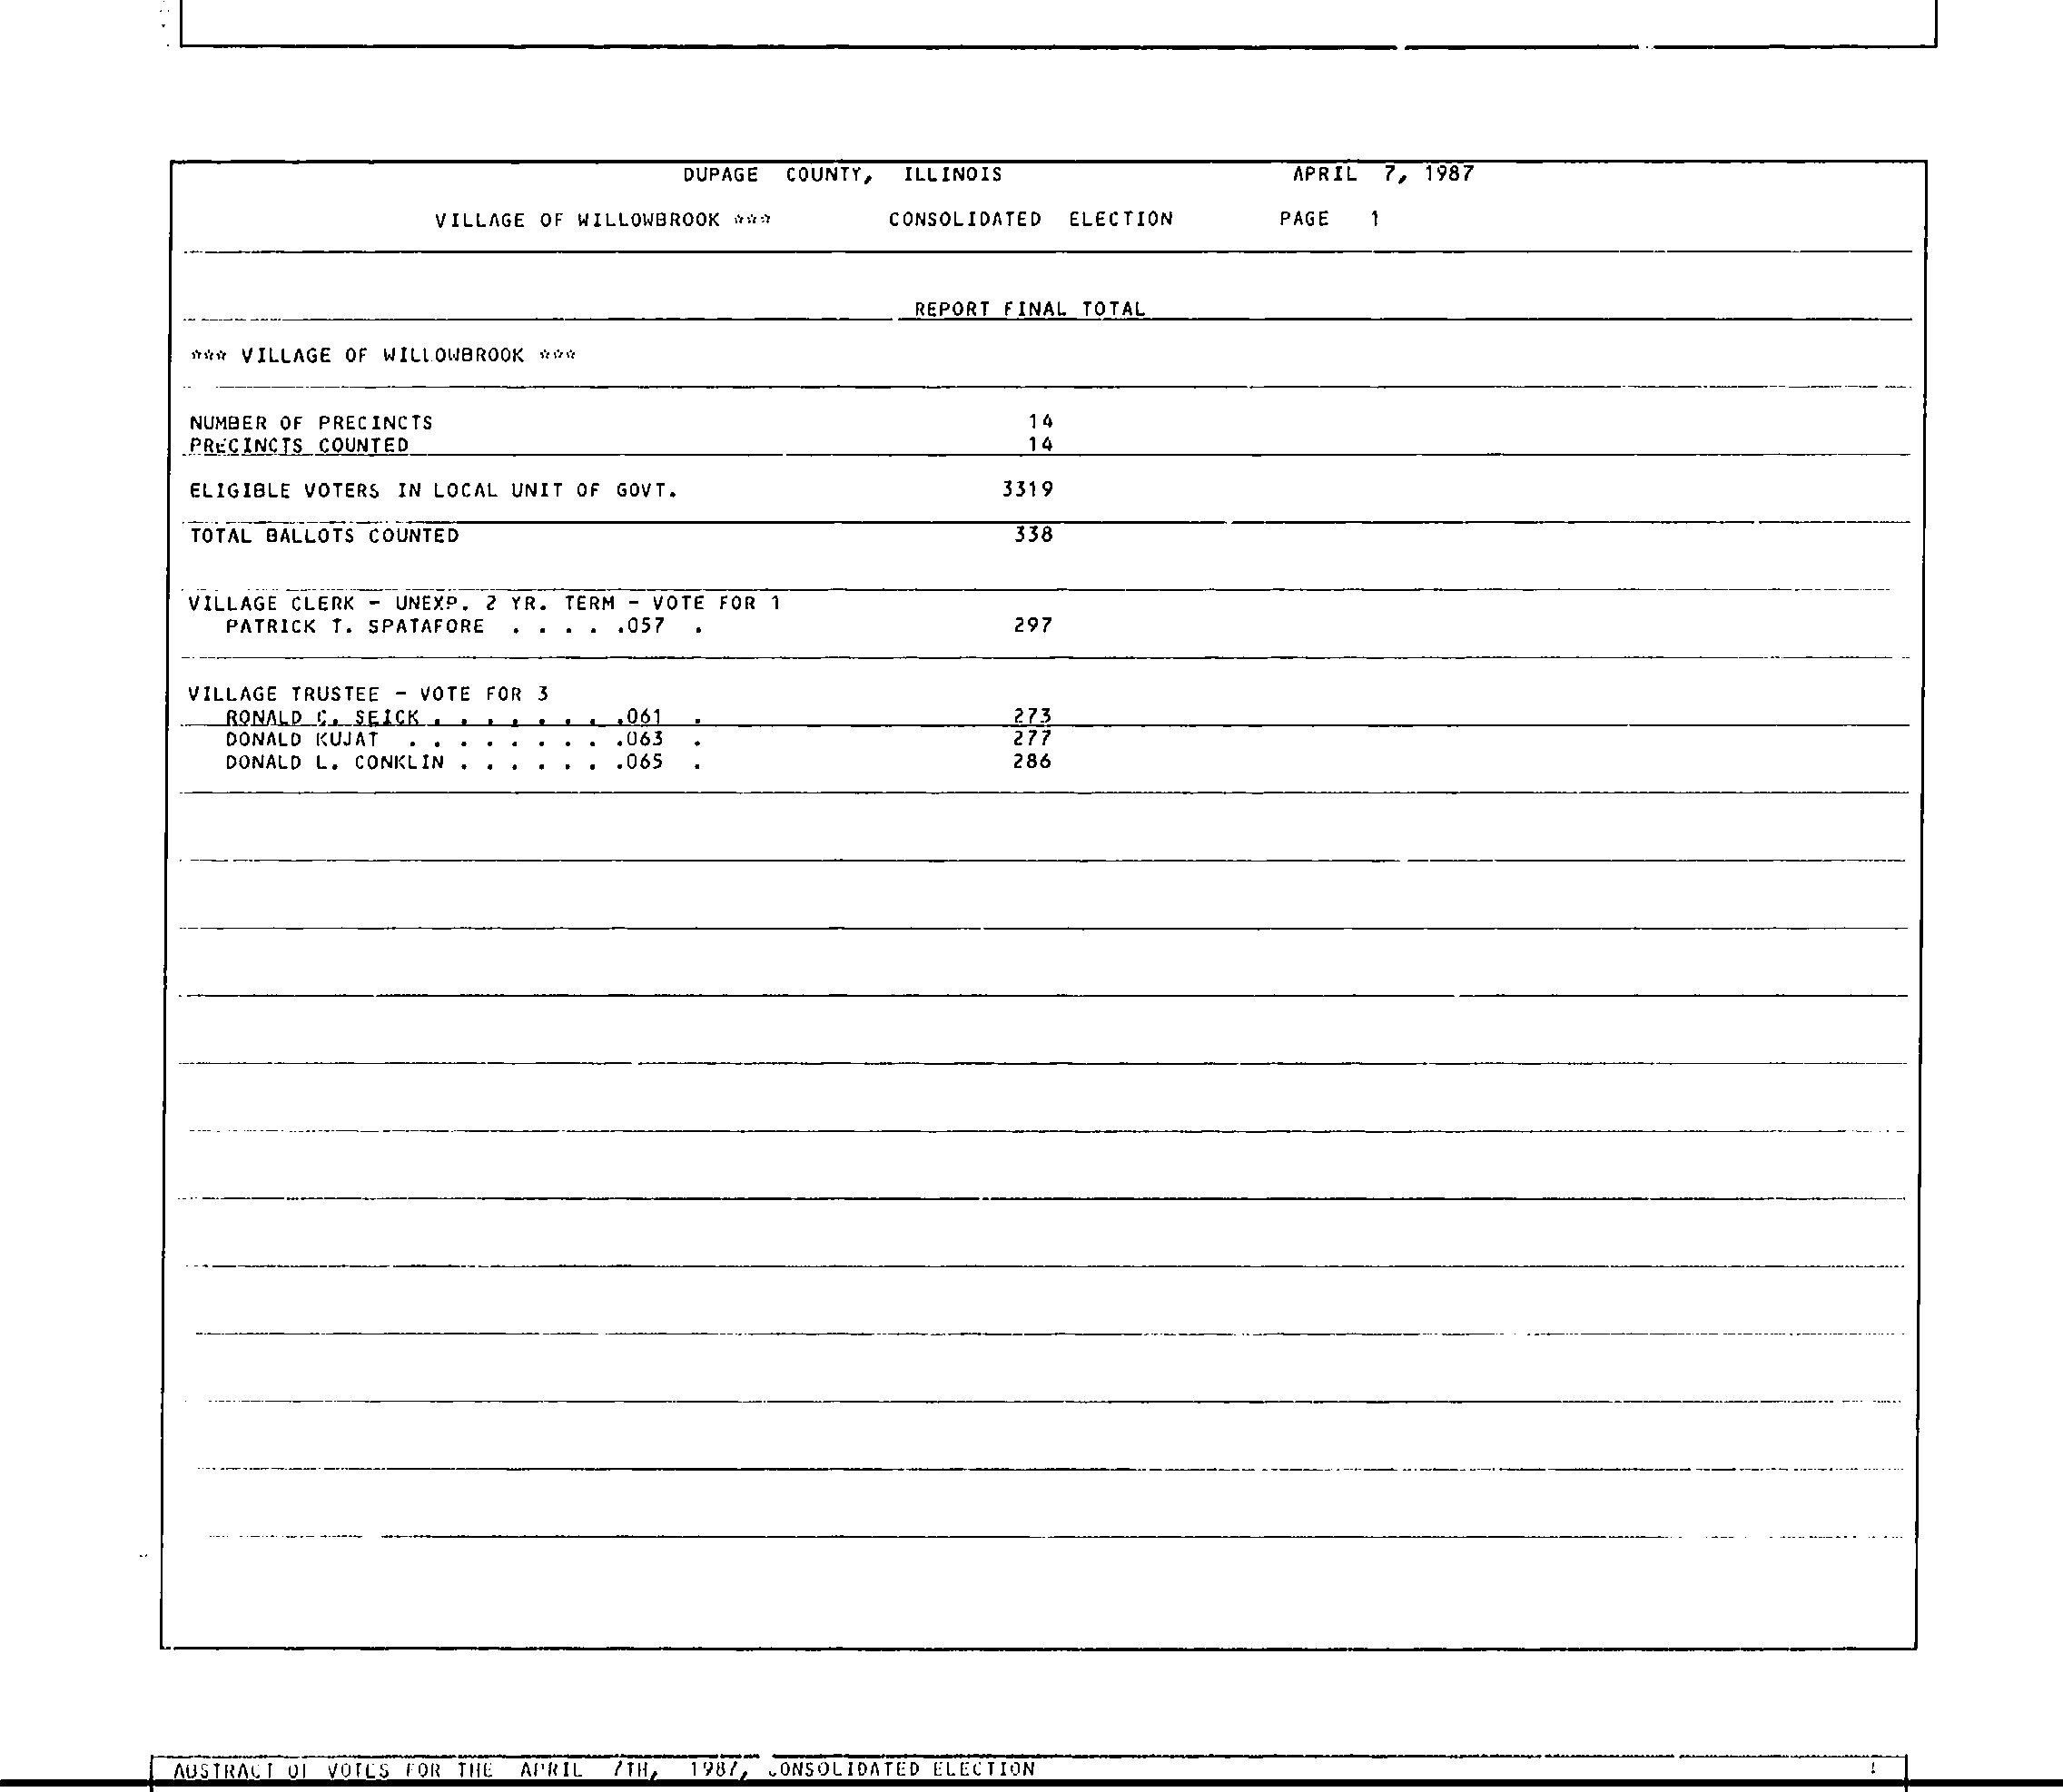 DUPAGE COUNTY, ILLINOIS APRIL 7, 1987
VILLAGE OF WILLOWBROOK *** CONSOLIDATED ELECTION PAGE 1
REPORT FINAL TOTAL
*** VILLAGE OF WILLOWBROOK ***
NUMBER OF PRECINCTS 14
PRECINCTS COUNTED 14
ELIGIBLE VOTERS IN LOCAL UNIT OF GOVT. 3319
TOTAL BALLOTS COUNTED 338
VILLAGE CLERK - UNEXP. 2 YR. TERM - VOTE FOR 1
PATRICK T. SPATAFORE . . . . .057 . 297
VILLAGE TRUSTEE - VOTE FOR 3
RONALD C. SEICK . . . . . . . .061 . 273
DONALD KUJAT . . . . . . . . .063 . 277
DONALD L. CONKLIN . . . . . . .065 . 286
ABSTRACT OF VOTES FOR THE APRIL 7TH, 1987, CONSOLIDATED ELECTION